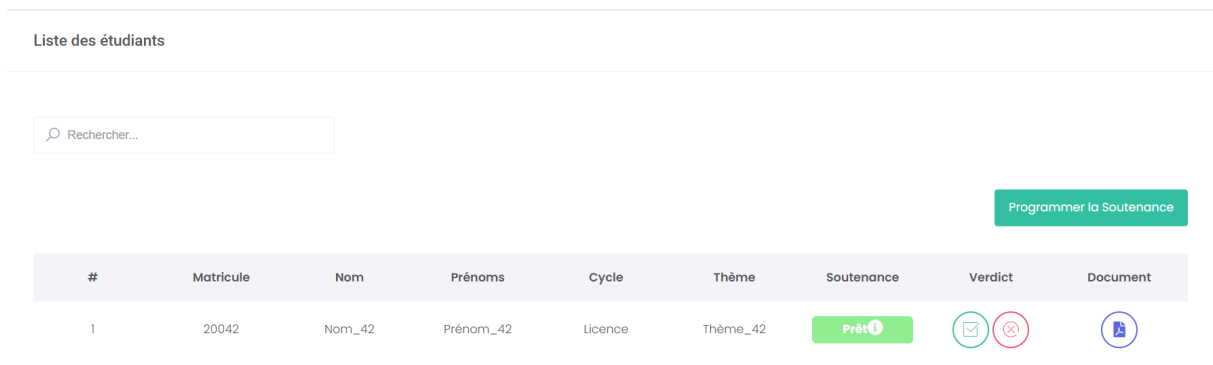 Liste des étudiants
Rechercher...
Programmer la Soutenance
# Matricule Nom Prénoms Cycle Thème Soutenance Verdict Document
1 20042 Nom_42 Prénom_42 Licence Thème_42 Prêt